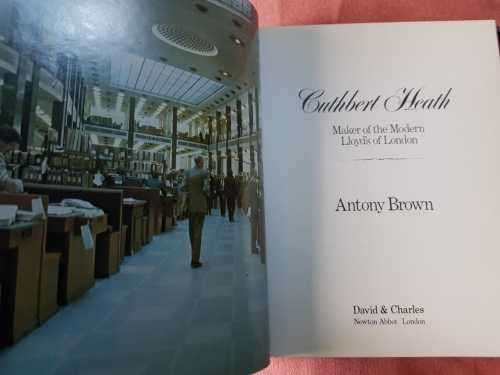 Cuthbert Heath
Maker of the Modern
Lloyd's of London
Antony Brown
David & Charles
Newton Abbot London